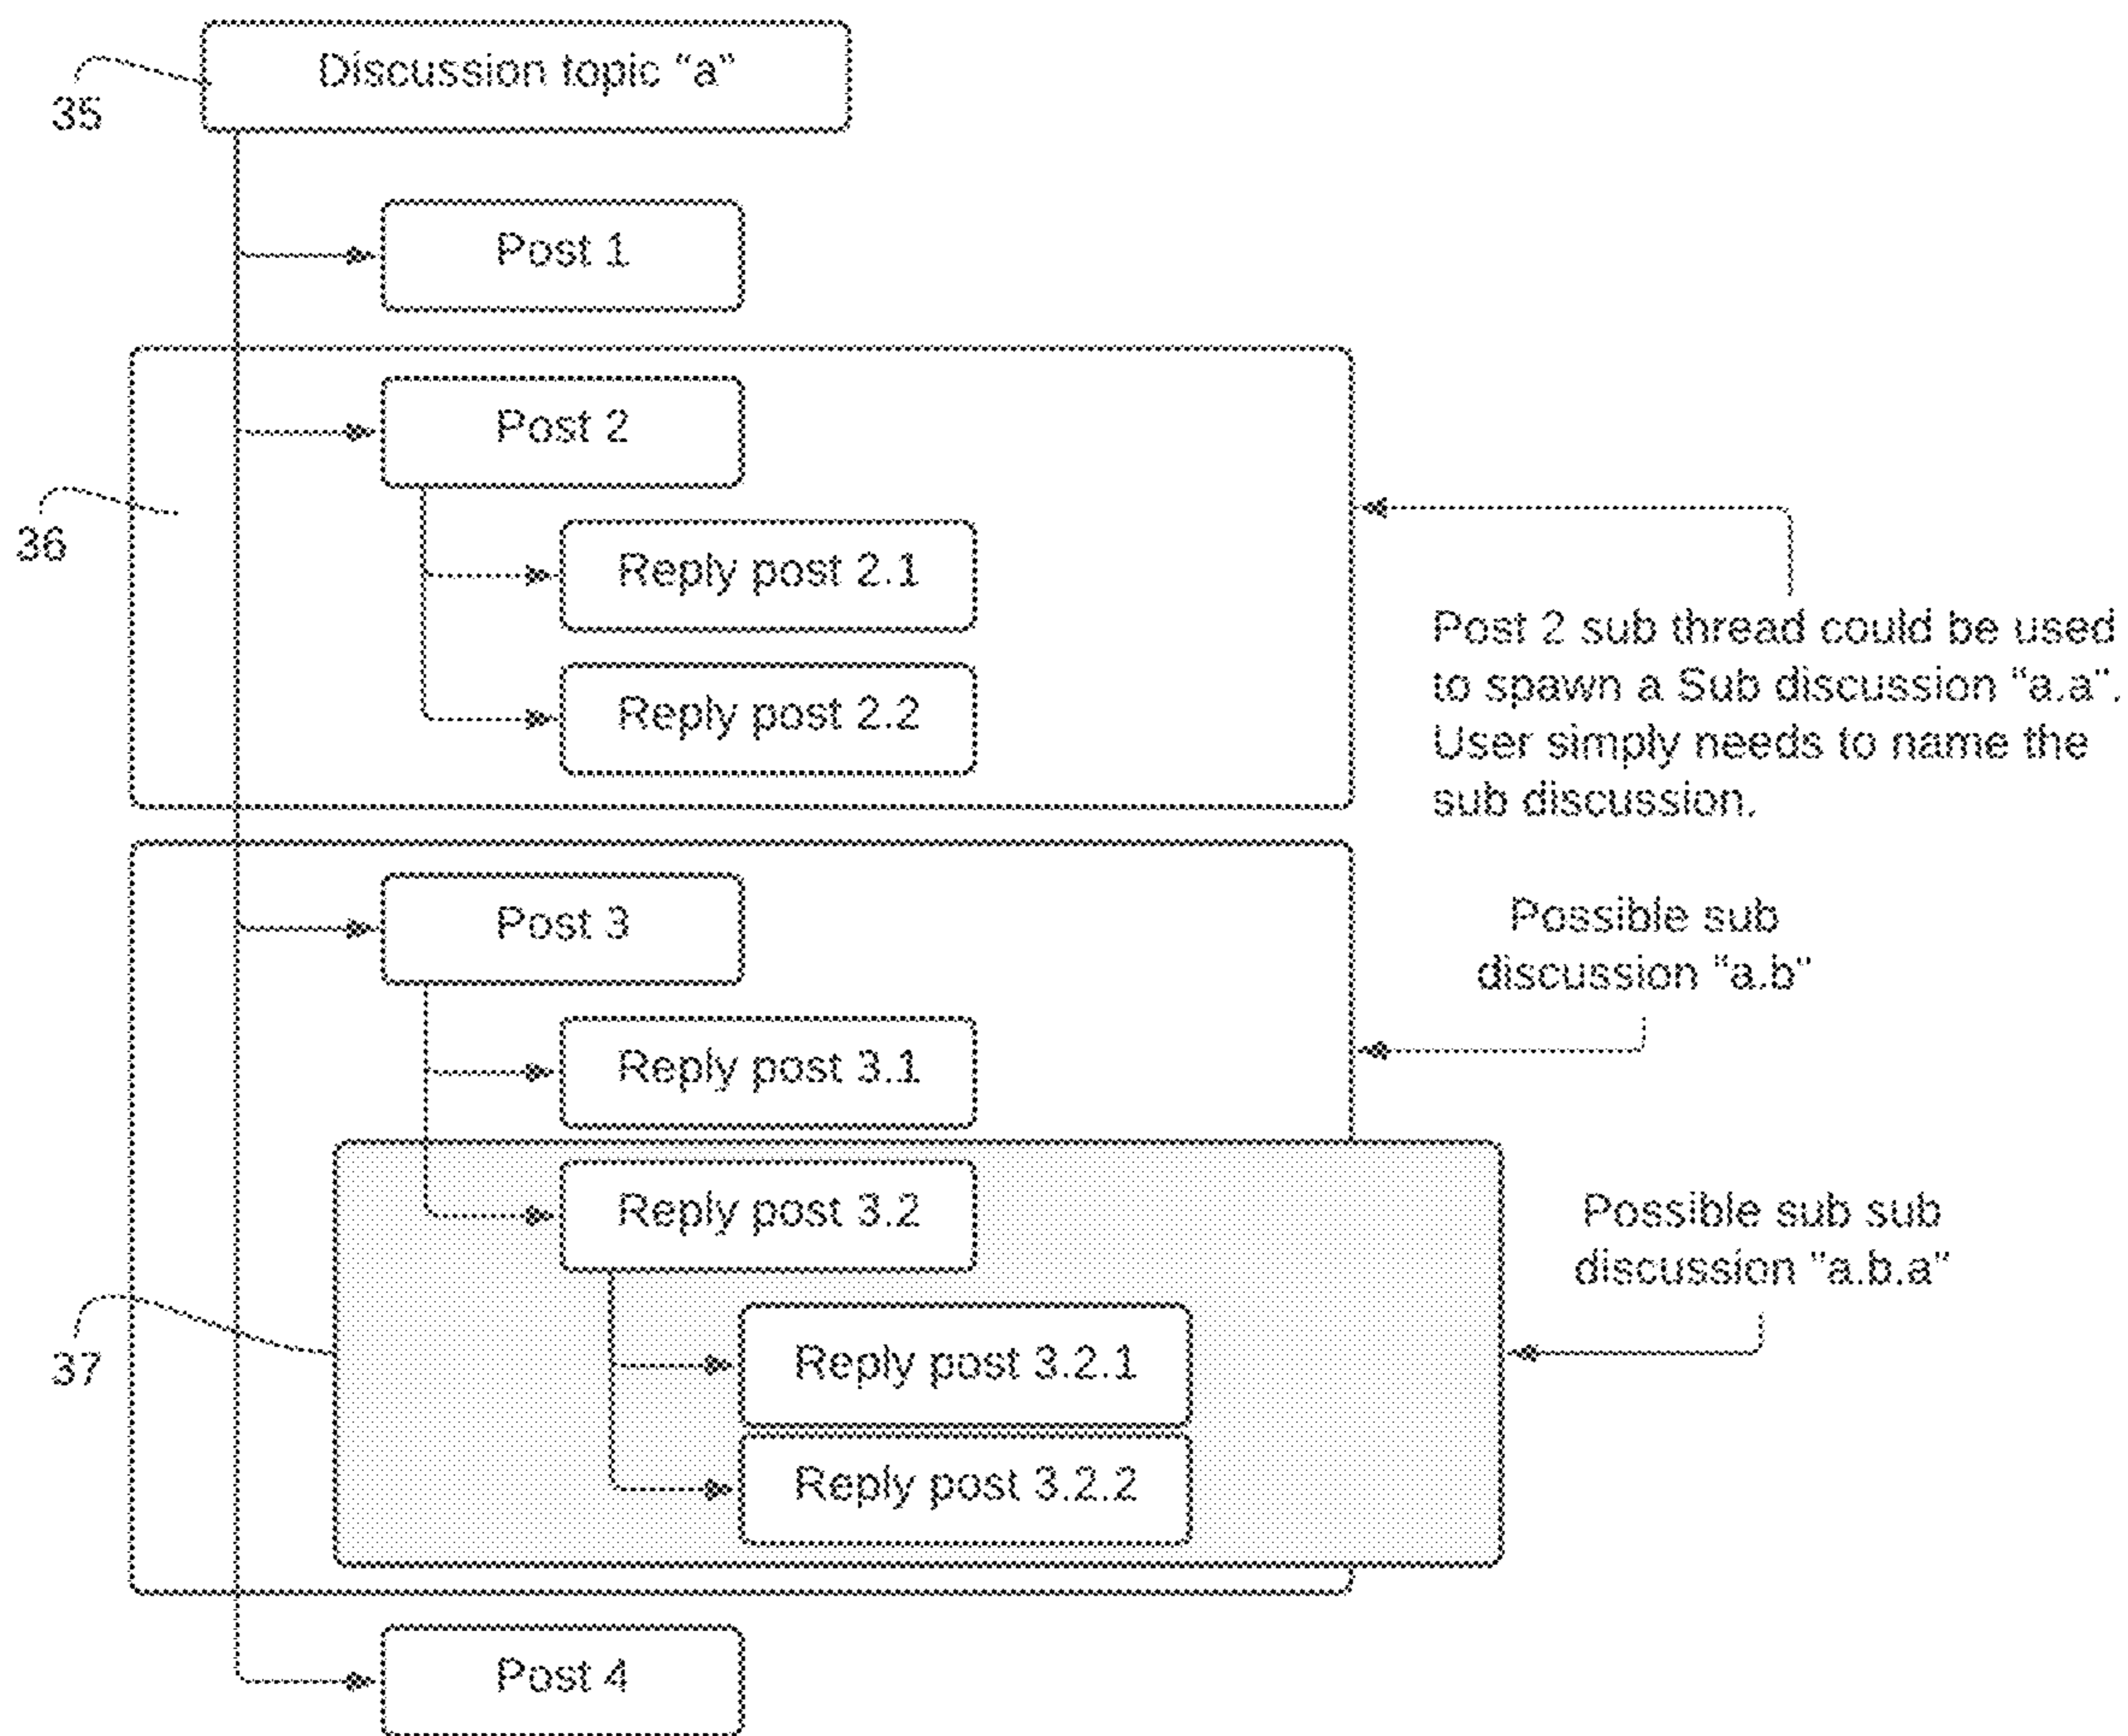 Discussion topic “a”
35
Post 1
Post 2
36
Reply post 2.1
Reply post 2.2
Post 2 sub thread could be used
to spawn a Sub discussion “a.a”.
User simply needs to name the
sub discussion.
Post 3
Possible sub
discussion "a.b"
Reply post 3.1
Reply post 3.2
Possible sub sub
discussion "a.b.a"
37
Reply post 3.2.1
Reply post 3.2.2
Post 4